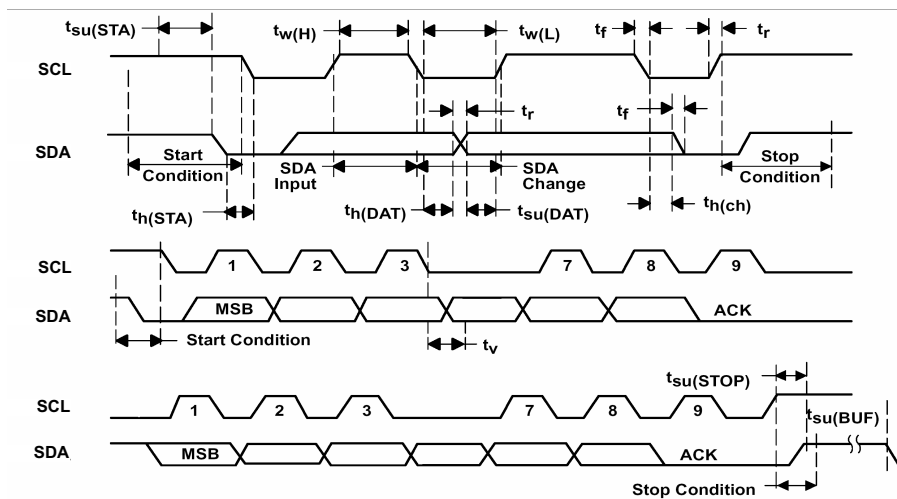 tsu(STA)
tw(H)
tw(L)
tf
tr
SCL
tr
tf
SDA
Start
Condition
SDA
Input
SDA
Change
Stop
Condition
th(STA)
th(DAT)
tsu(DAT)
th(ch)
SCL
1
2
3
7
8
9
SDA
MSB
ACK
Start Condition
tv
tsu(STOP)
SCL
1
2
3
7
8
9
tsu(BUF)
SDA
MSB
ACK
Stop Condition